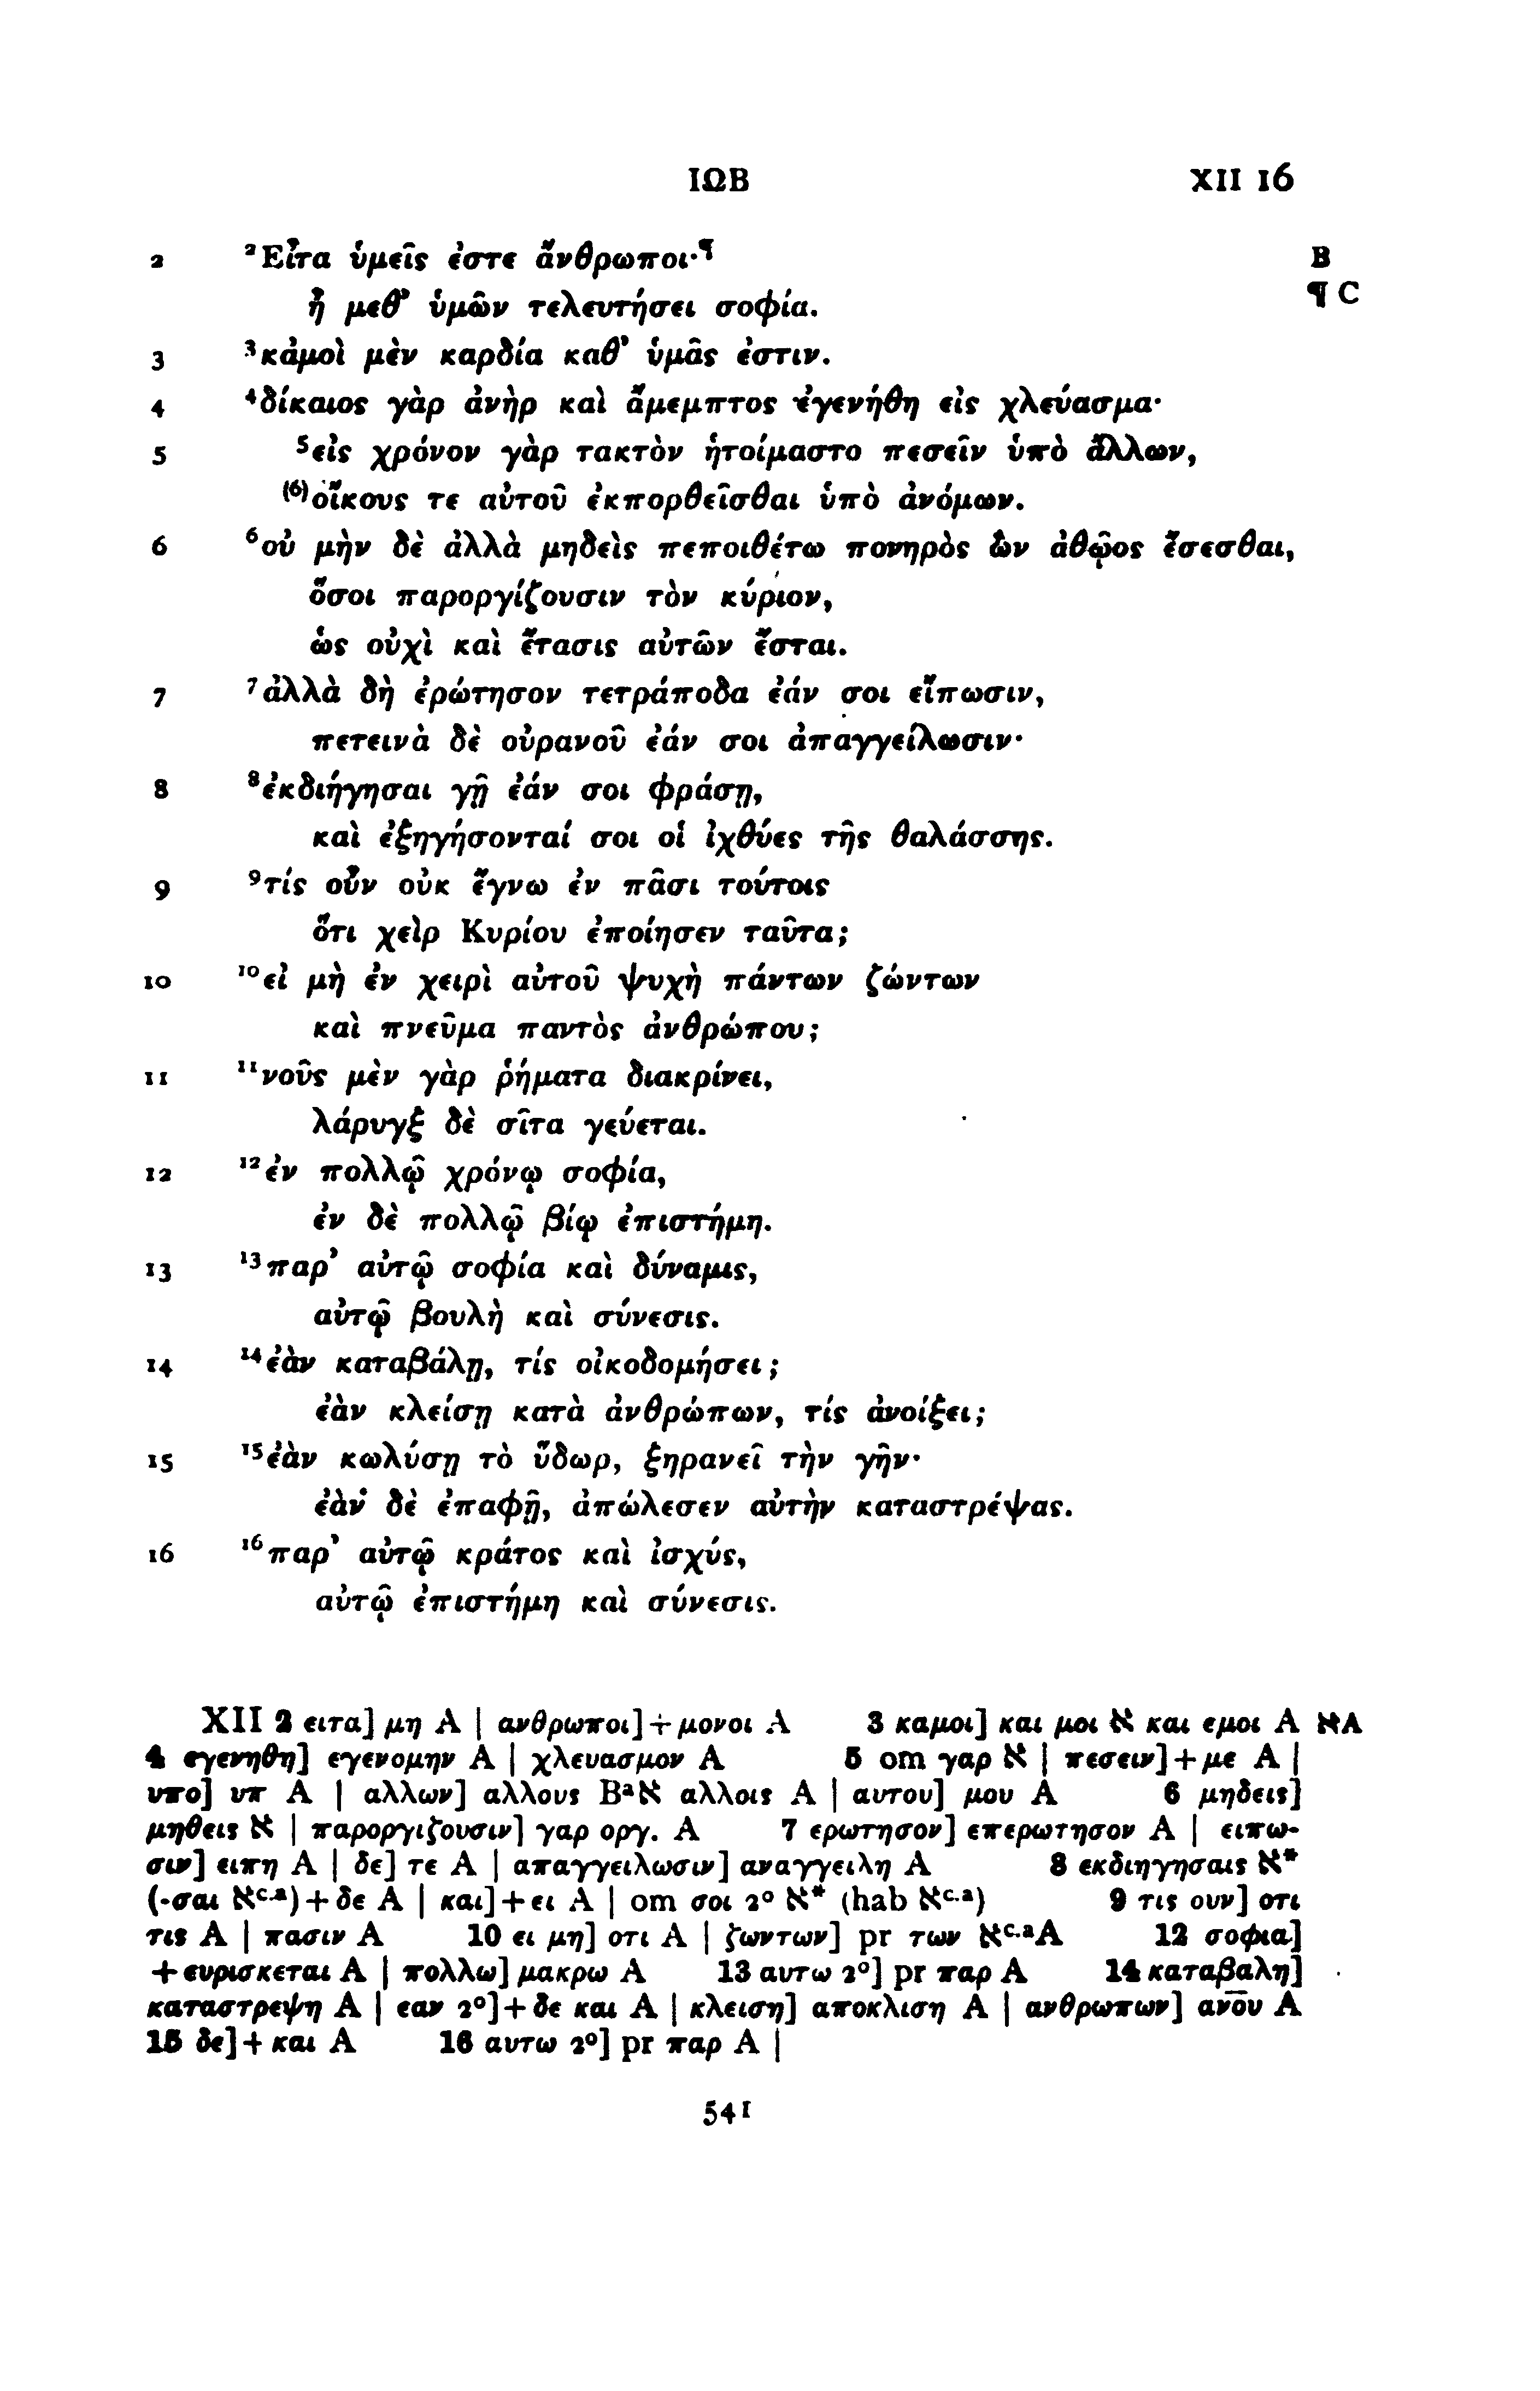 ΙΩΒ XII 16
2 ²Εἶτα ὑμεῖς ἐστε ἄνθρωποι·¶ B
ἦ μεθ’ ὑμῶν τελευτήσει σοφία. ¶ C
3 ³κἀμοὶ μὲν καρδία καθ’ ὑμᾶς ἐστιν.
4 ⁴δίκαιος γὰρ ἀνὴρ καὶ ἄμεμπτος ἐγενήθη εἰς χλεύασμα·
5 ⁵εἰς χρόνον γὰρ τακτὸν ἡτοίμαστο πεσεῖν ὑπὸ ἄλλων,
⁽⁶⁾οἴκους τε αὐτοῦ ἐκπορθεῖσθαι ὑπὸ ἀνόμων.
6 ⁶οὐ μὴν δὲ ἀλλὰ μηδεὶς πεποιθέτω πονηρὸς ὢν ἀθῷος ἔσεσθαι,
ὅσοι παροργίζουσιν τὸν κύριον,
ὡς οὐχὶ καὶ ἔτασις αὐτῶν ἔσται.
7 ⁷ἀλλὰ δὴ ἐρώτησον τετράποδα ἐάν σοι εἴπωσιν,
πετεινὰ δὲ οὐρανοῦ ἐάν σοι ἀπαγγείλωσιν·
8 ⁸ἐκδιήγησαι γῇ ἐάν σοι φράσῃ,
καὶ ἐξηγήσονταί σοι οἱ ἰχθύες τῆς θαλάσσης.
9 ⁹τίς οὖν οὐκ ἔγνω ἐν πᾶσι τούτοις
ὅτι χεὶρ Κυρίου ἐποίησεν ταῦτα;
10 ¹⁰εἰ μὴ ἐν χειρὶ αὐτοῦ ψυχὴ πάντων ζώντων
καὶ πνεῦμα παντὸς ἀνθρώπου;
11 ¹¹νοῦς μὲν γὰρ ῥήματα διακρίνει,
λάρυγξ δὲ σῖτα γεύεται.
12 ¹²ἐν πολλῷ χρόνῳ σοφία,
ἐν δὲ πολλῷ βίῳ ἐπιστήμη.
13 ¹³παρ’ αὐτῷ σοφία καὶ δύναμις,
αὐτῷ βουλὴ καὶ σύνεσις.
14 ¹⁴ἐὰν καταβάλῃ, τίς οἰκοδομήσει;
ἐὰν κλείσῃ κατὰ ἀνθρώπων, τίς ἀνοίξει;
15 ¹⁵ἐὰν κωλύσῃ τὸ ὕδωρ, ξηρανεῖ τὴν γῆν·
ἐὰν δὲ ἐπαφῇ, ἀπώλεσεν αὐτὴν καταστρέψας.
16 ¹⁶παρ’ αὐτῷ κράτος καὶ ἰσχύς,
αὐτῷ ἐπιστήμη καὶ σύνεσις.
XII 2 ειτα] μη A | ανθρωποι]+μονοι A 3 καμοι] και μοι ℵ και εμοι A ℵA
4 εγενηθη] εγενομην A | χλευασμον A 5 om γαρ ℵ | πεσειν]+με A |
υπο] υπ A | αλλων] αλλους Bᵃℵ αλλοις A | αυτου] μου A 6 μηδεις]
μηθεις ℵ | παροργιζουσιν] γαρ οργ. A 7 ερωτησον] επερωτησον A | ειπω-
σιν] ειπη A | δε] τε A | απαγγειλωσιν] αναγγειλη A 8 εκδιηγησαις ℵ*
(-σαι ℵᶜ·ᵃ)+δε A | και]+ει A | om σοι 2° ℵ* (hab ℵᶜ·ᵃ) 9 τις ουν] οτι
τις A | πασιν A 10 ει μη] οτι A | ζωντων] pr των ℵᶜ·ᵃA 12 σοφια]
+ευρισκεται A | πολλω] μακρω A 13 αυτω 2°] pr παρ A 14 καταβαλη]
καταστρεψη A | εαν 2°]+δε και A | κλειση] αποκλιση A | ανθρωπων] αν̅ο̅υ A
15 δε]+και A 16 αυτω 2°] pr παρ A |
541